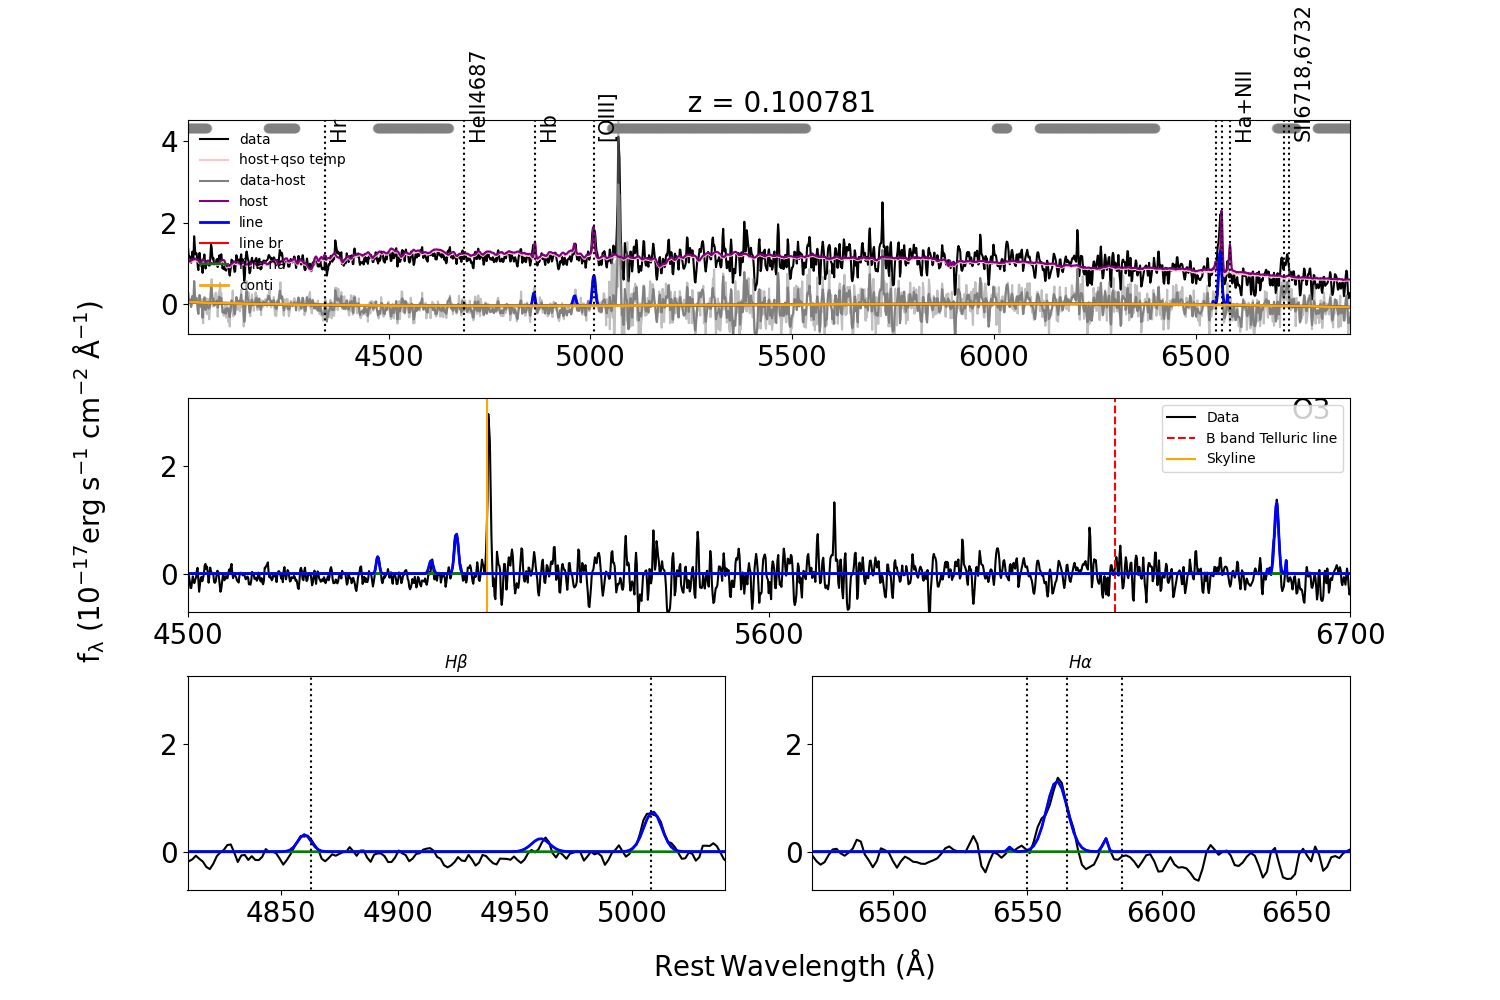 z = 0.100781
Hr
HeII4687
Hb
[OIII]
Ha+NII
SII6718,6732
data
host+qso temp
data-host
host
line
line br
conti
4
2
0
4500
5000
5500
6000
6500
O3
Data
B band Telluric line
Skyline
2
0
4500
5600
6700
fλ (10⁻¹⁷erg s⁻¹ cm⁻² Å⁻¹)
Hβ
2
0
4850
4900
4950
5000
Hα
2
0
6500
6550
6600
6650
Rest Wavelength (Å)